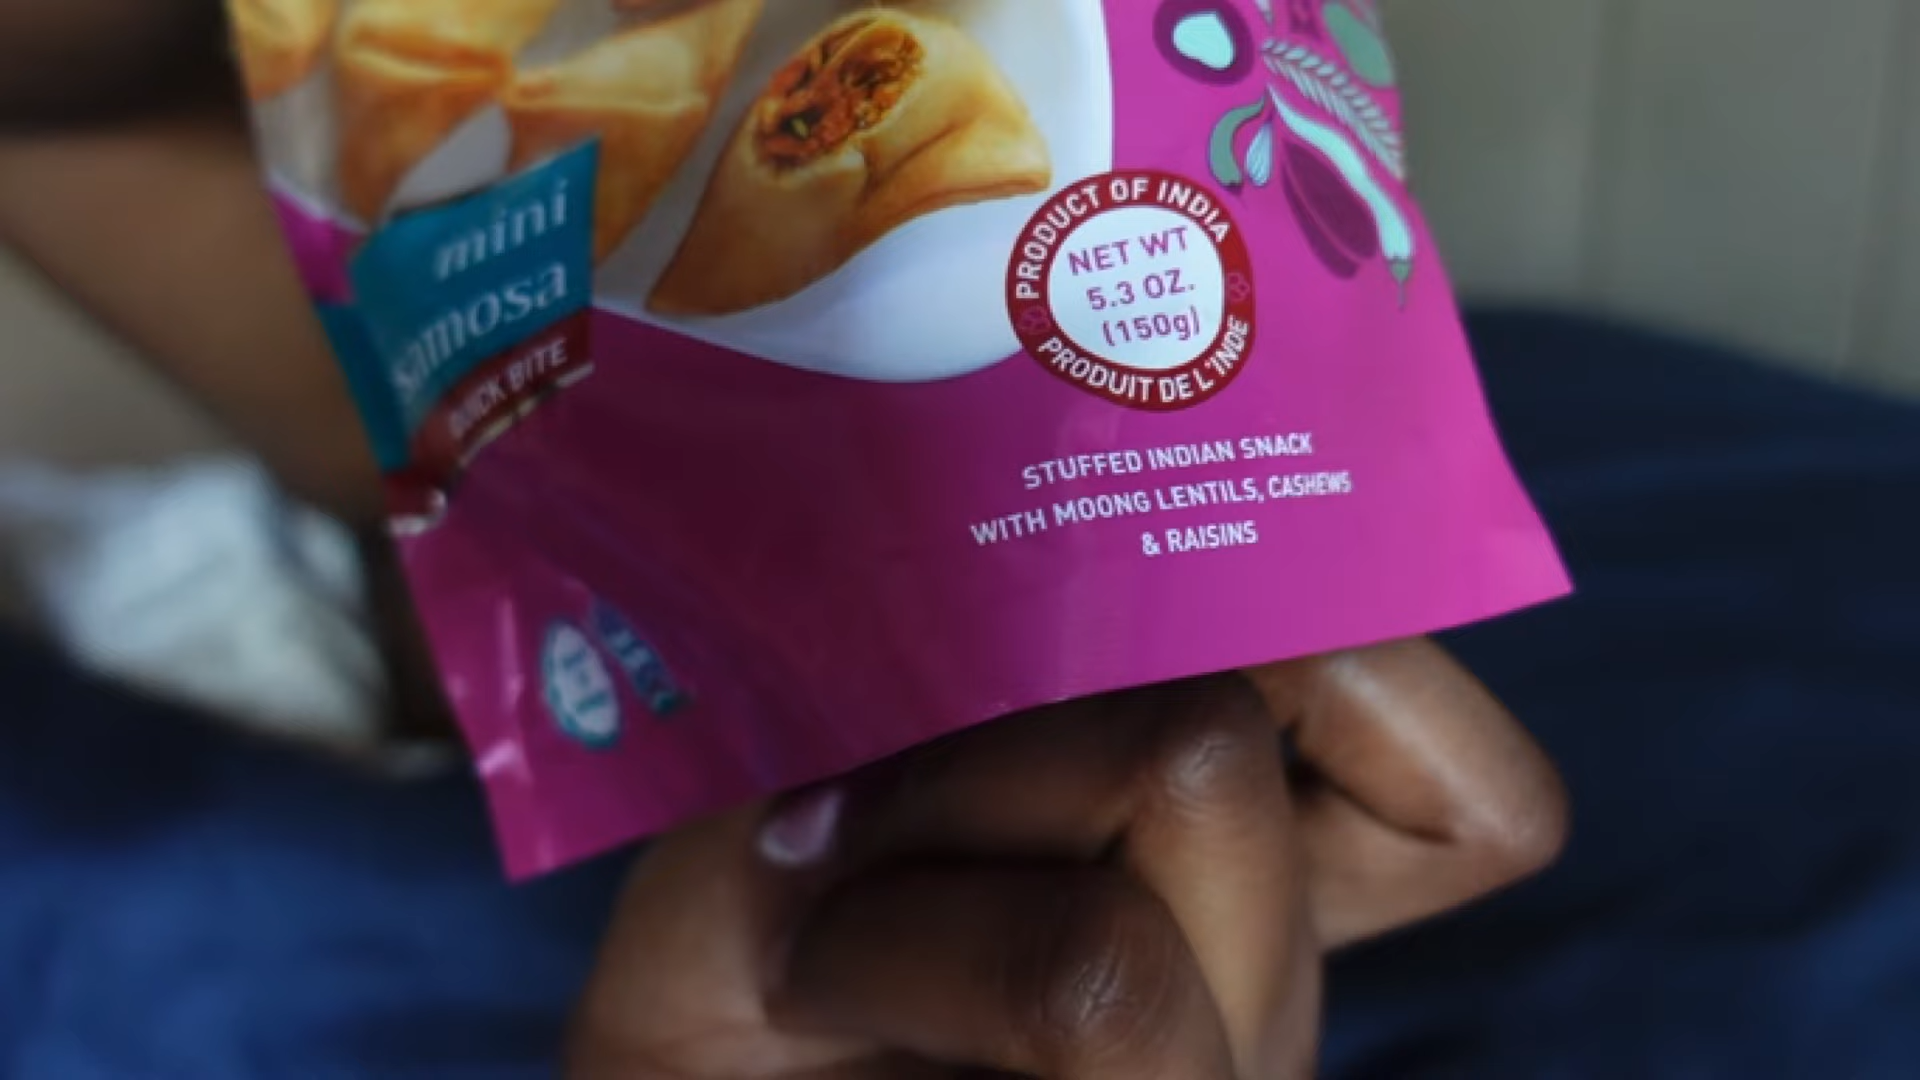 mini
samosa
QUICK BITE
PRODUCT OF INDIA
NET WT
5.3 OZ.
(150g)
PRODUIT DE L'INDE
STUFFED INDIAN SNACK
WITH MOONG LENTILS, CASHEWS
& RAISINS